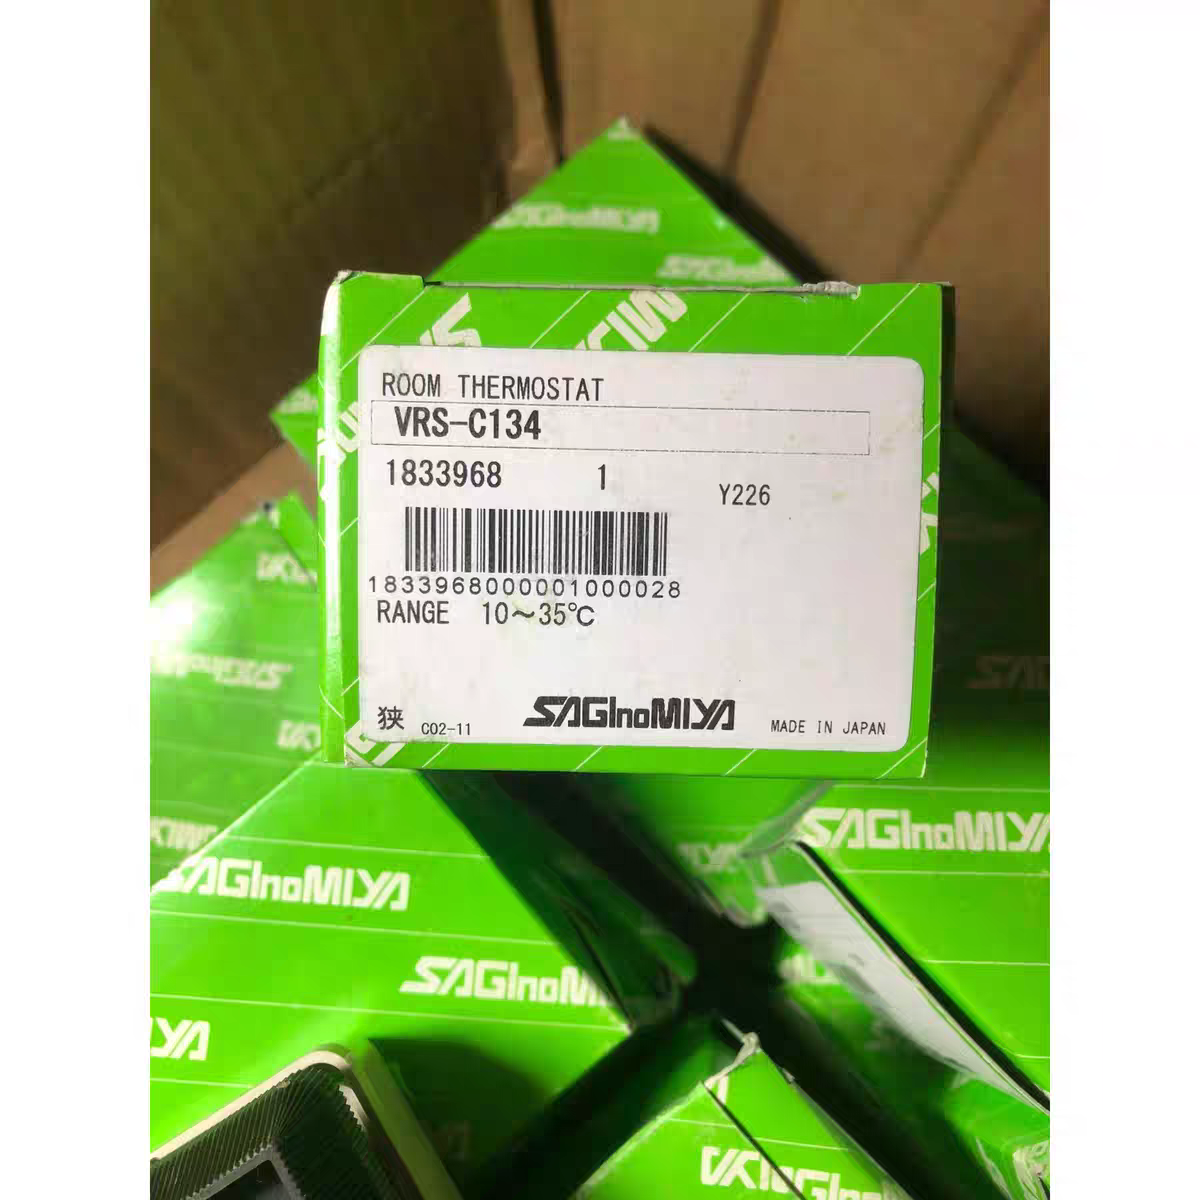 SAGInoMIYA
ROOM THERMOSTAT
VRS-C134
1833968 1 Y226
1833968000001000028
RANGE 10～35℃
狭 C02-11 SAGInoMIYA MADE IN JAPAN
SAGInoMIYA
SAGInoMIYA